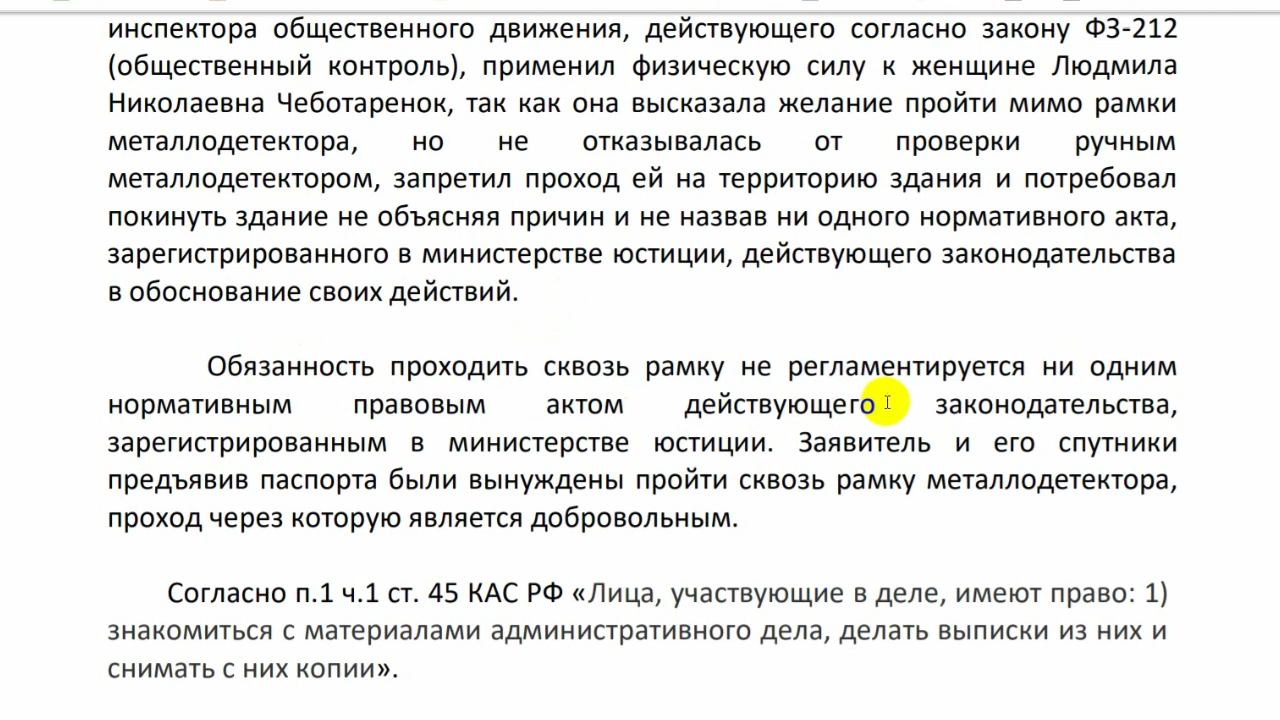 инспектора общественного движения, действующего согласно закону ФЗ-212
(общественный контроль), применил физическую силу к женщине Людмила
Николаевна Чеботаренок, так как она высказала желание пройти мимо рамки
металлодетектора, но не отказывалась от проверки ручным
металлодетектором, запретил проход ей на территорию здания и потребовал
покинуть здание не объясняя причин и не назвав ни одного нормативного акта,
зарегистрированного в министерстве юстиции, действующего законодательства
в обоснование своих действий.
Обязанность проходить сквозь рамку не регламентируется ни одним
нормативным правовым актом действующего законодательства,
зарегистрированным в министерстве юстиции. Заявитель и его спутники
предъявив паспорта были вынуждены пройти сквозь рамку металлодетектора,
проход через которую является добровольным.
Согласно п.1 ч.1 ст. 45 КАС РФ «Лица, участвующие в деле, имеют право: 1)
знакомиться с материалами административного дела, делать выписки из них и
снимать с них копии».